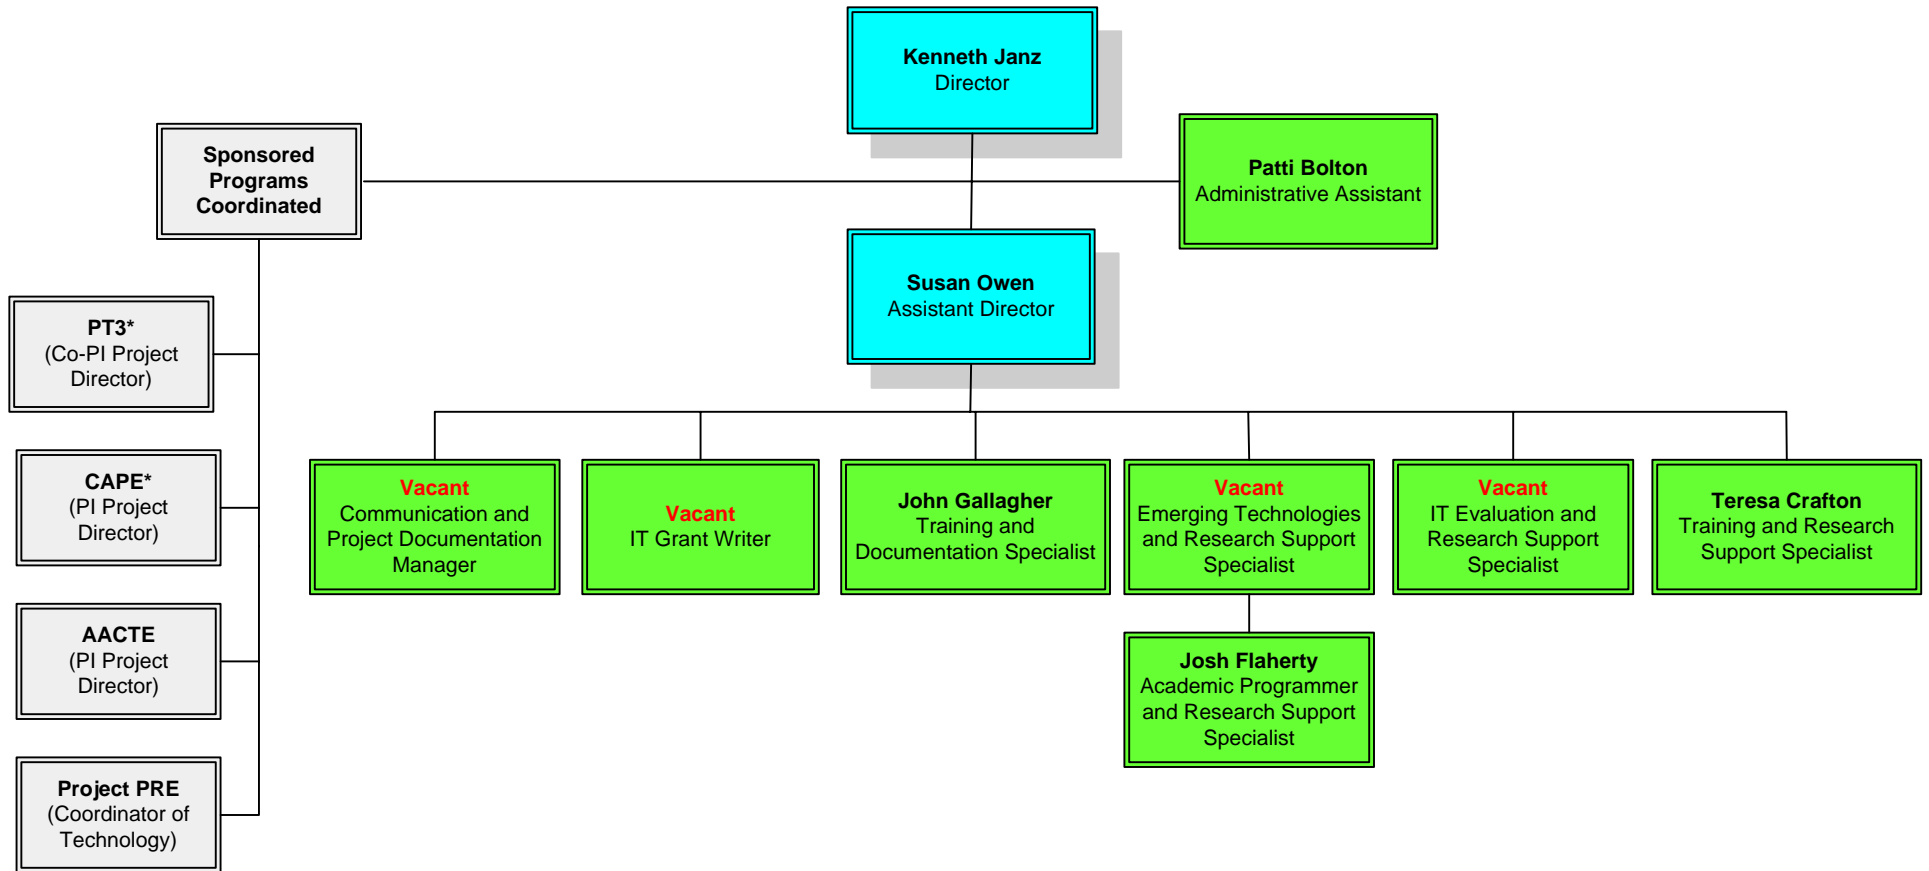 Kenneth Janz
Director
Sponsored
Programs
Coordinated
Patti Bolton
Administrative Assistant
Susan Owen
Assistant Director
PT3*
(Co-PI Project
Director)
CAPE*
(PI Project
Director)
AACTE
(PI Project
Director)
Project PRE
(Coordinator of
Technology)
Vacant
Communication and
Project Documentation
Manager
Vacant
IT Grant Writer
John Gallagher
Training and
Documentation Specialist
Vacant
Emerging Technologies
and Research Support
Specialist
Vacant
IT Evaluation and
Research Support
Specialist
Teresa Crafton
Training and Research
Support Specialist
Josh Flaherty
Academic Programmer
and Research Support
Specialist